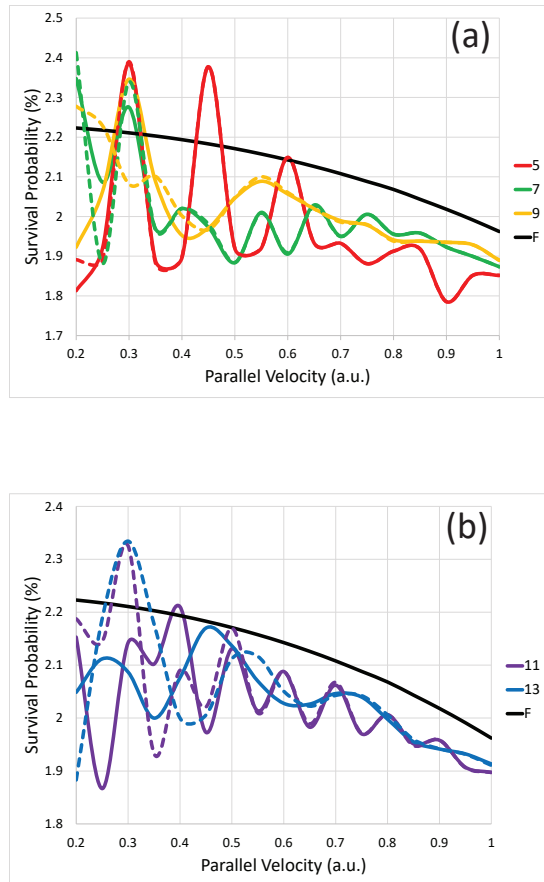 (a)
2.5
2.4
2.3
2.2
2.1
2
1.9
1.8
1.7
Survival Probability (%)
0.2 0.3 0.4 0.5 0.6 0.7 0.8 0.9 1
Parallel Velocity (a.u.)
5
7
9
F
(b)
2.4
2.3
2.2
2.1
2
1.9
1.8
Survival Probability (%)
0.2 0.3 0.4 0.5 0.6 0.7 0.8 0.9 1
Parallel Velocity (a.u.)
11
13
F